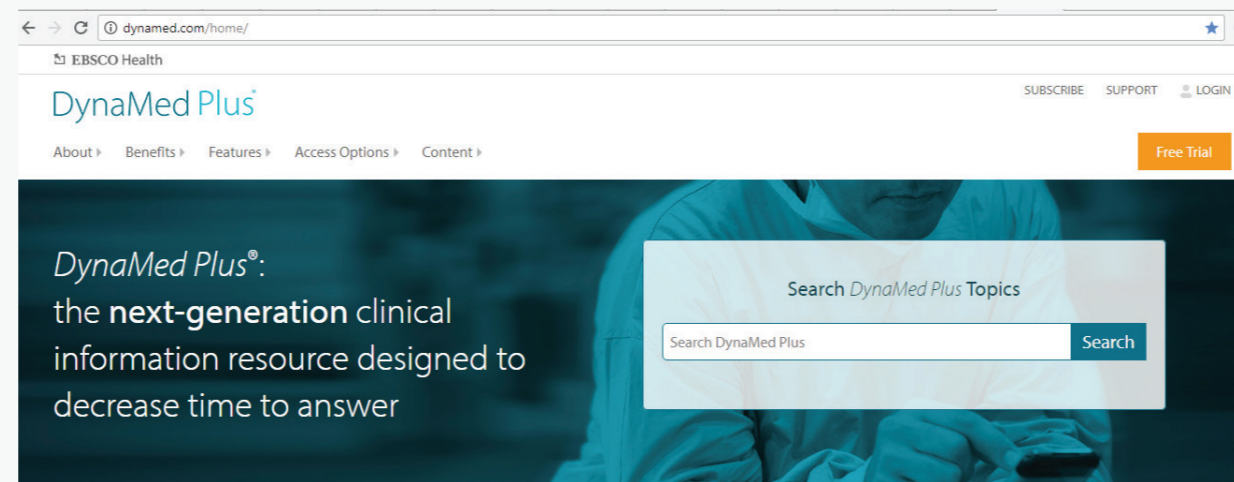 dynamed.com/home/
EBSCO Health
DynaMed Plus®
SUBSCRIBE SUPPORT LOGIN
About Benefits Features Access Options Content
Free Trial
DynaMed Plus®:
the next-generation clinical
information resource designed to
decrease time to answer
Search DynaMed Plus Topics
Search DynaMed Plus
Search